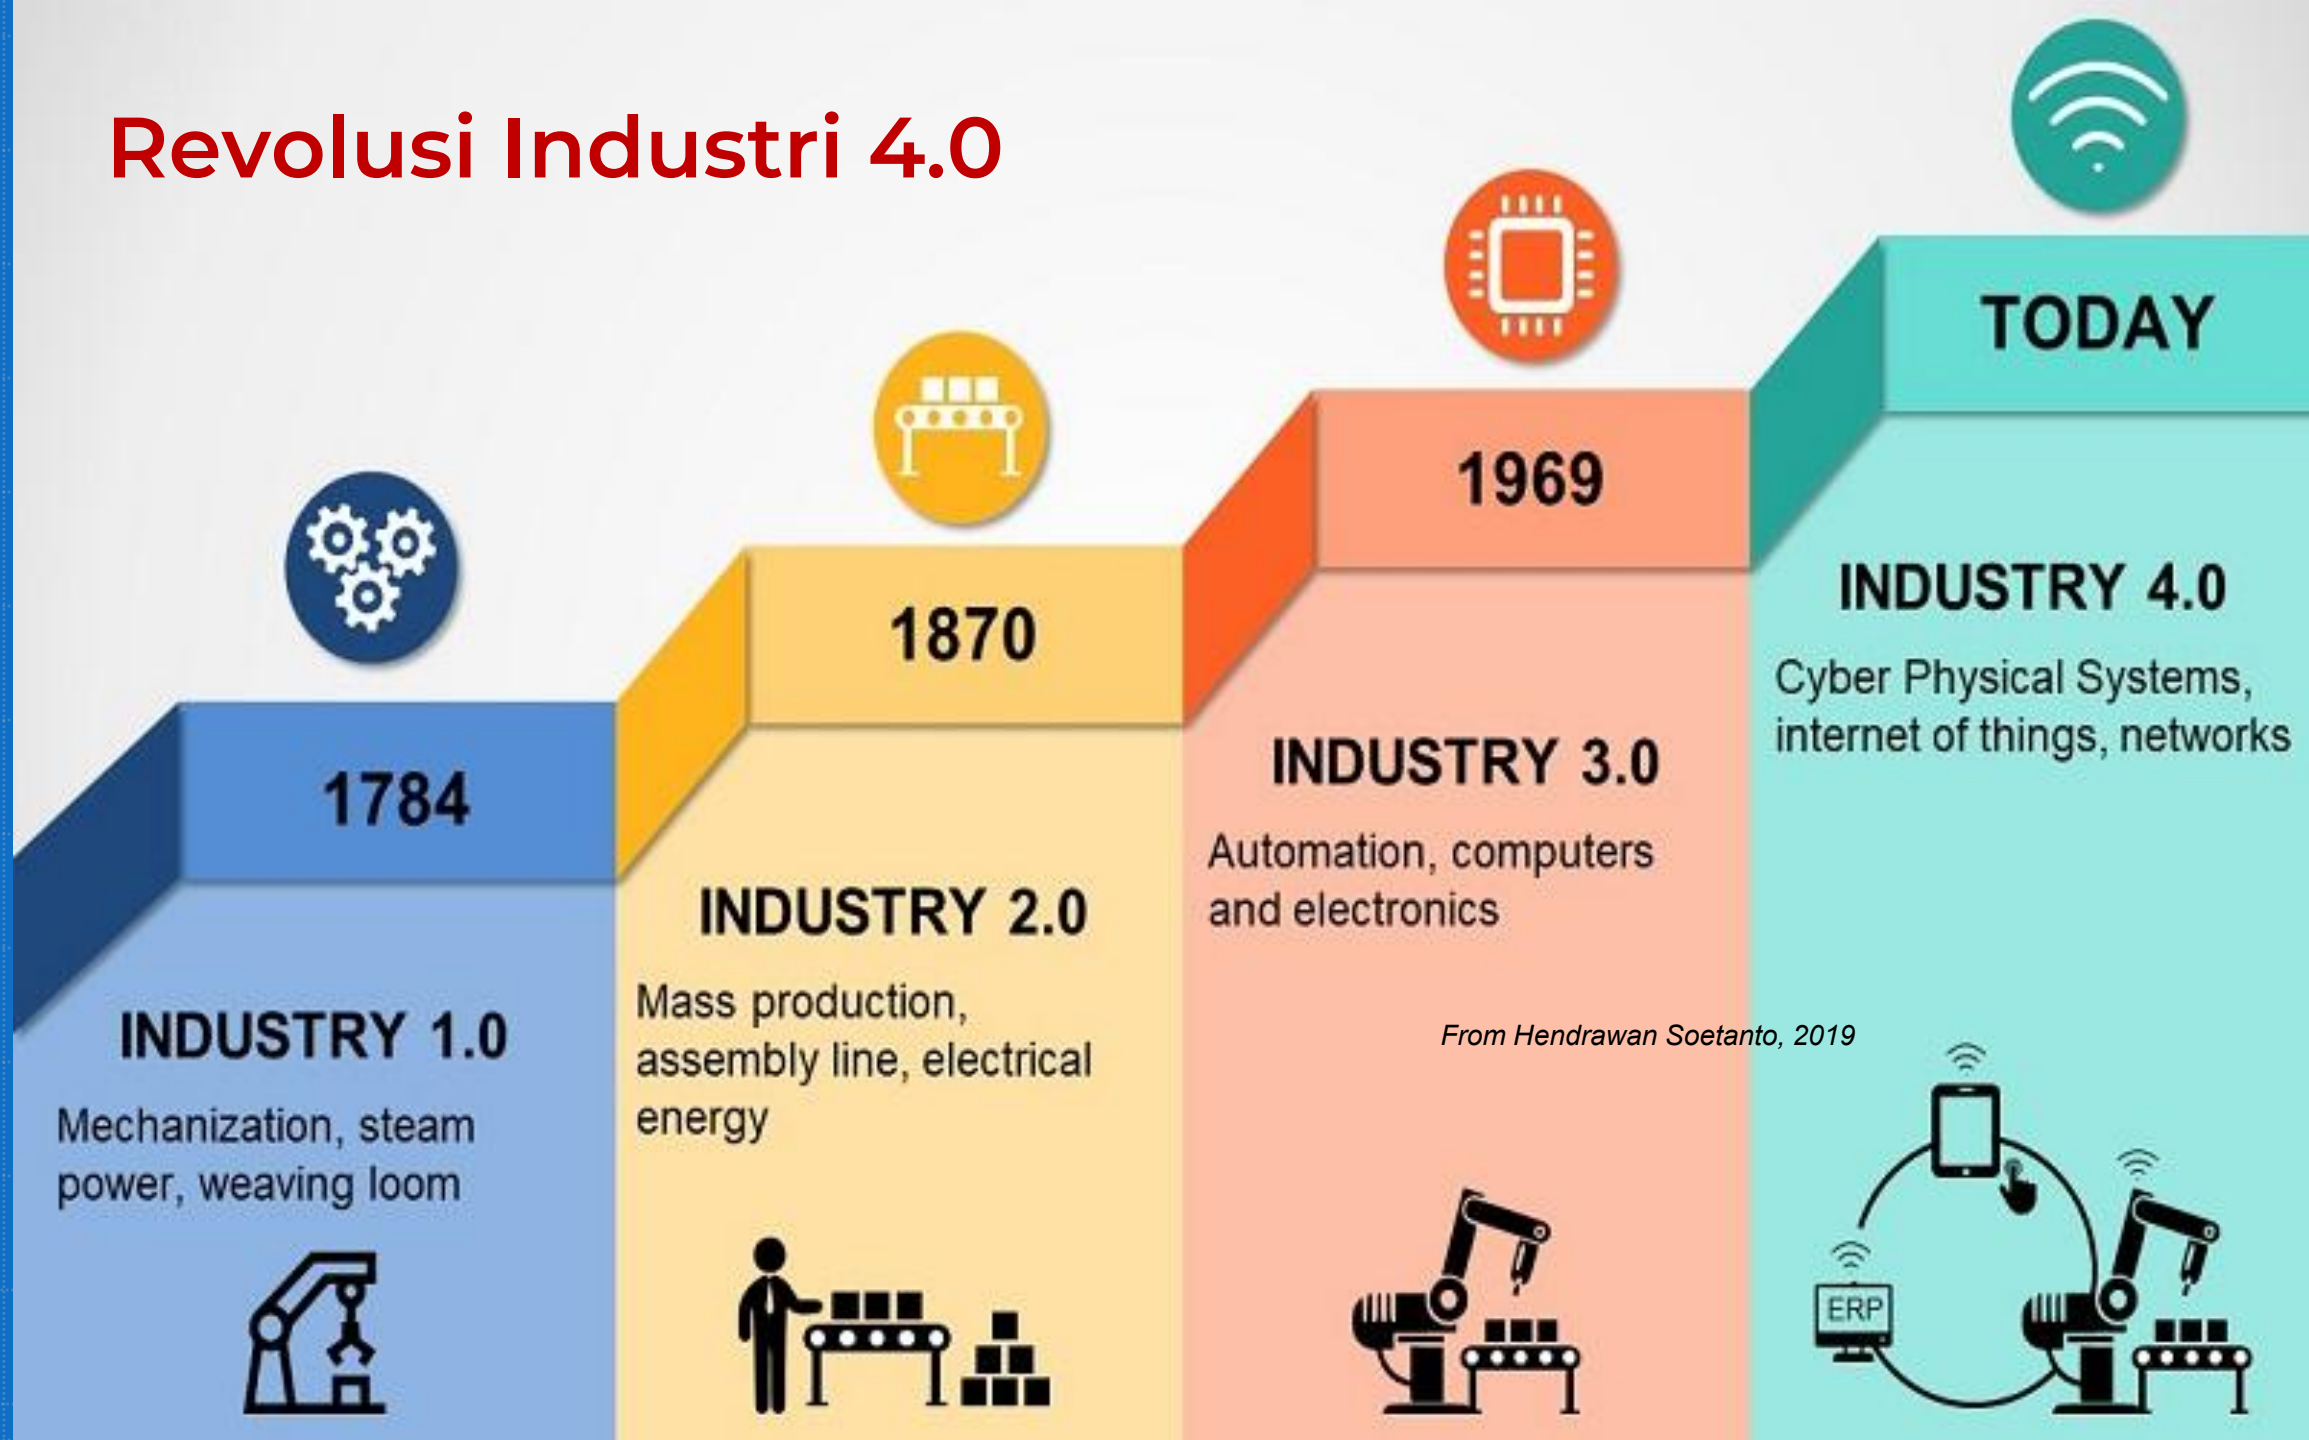 Revolusi Industri 4.0
1784
INDUSTRY 1.0
Mechanization, steam
power, weaving loom
1870
INDUSTRY 2.0
Mass production,
assembly line, electrical
energy
1969
INDUSTRY 3.0
Automation, computers
and electronics
TODAY
INDUSTRY 4.0
Cyber Physical Systems,
internet of things, networks
From Hendrawan Soetanto, 2019
ERP